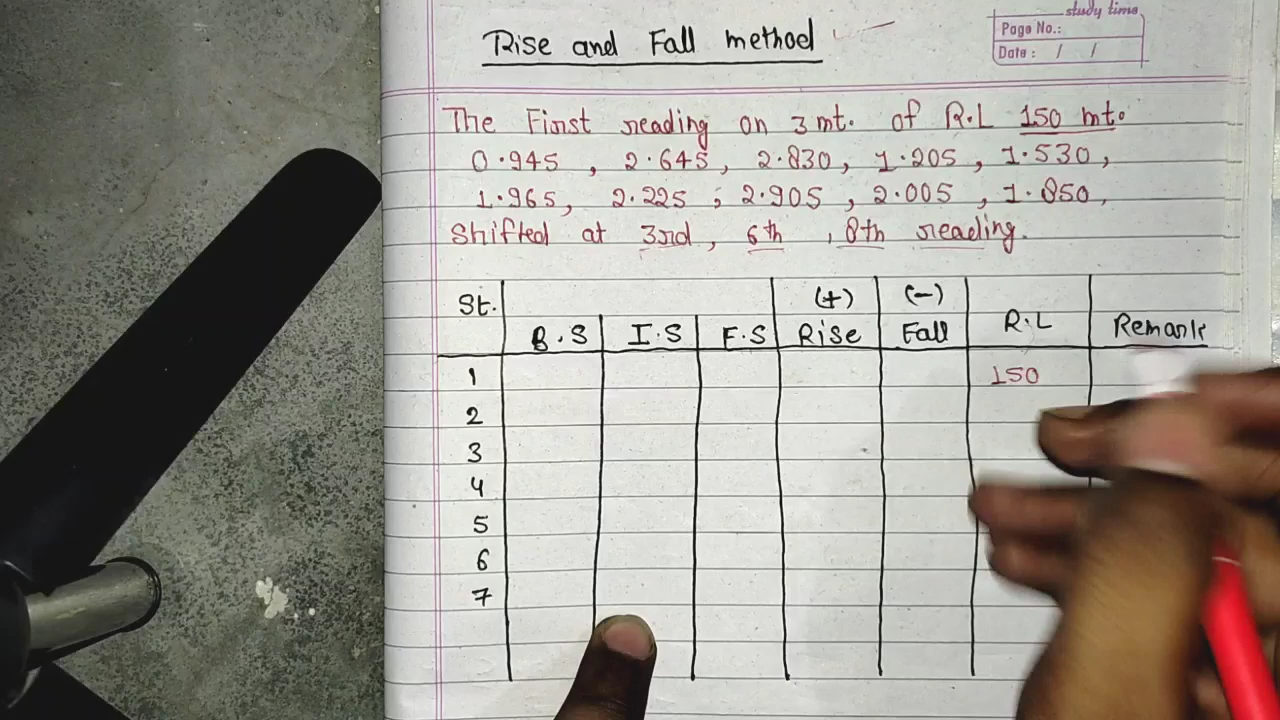 study time
Rise and Fall method
Page No.:
Date : / /
The First reading on 3 mt. of R.L 150 mt.
0.945 , 2.645, 2.830, 1.205, 1.530,
1.965, 2.225 ; 2.905, 2.005, 1.850,
Shifted at 3rd, 6th , 8th reading.
St. B.S I.S F.S (+) Rise (-) Fall R.L Remark
1 150
2
3
4
5
6
7